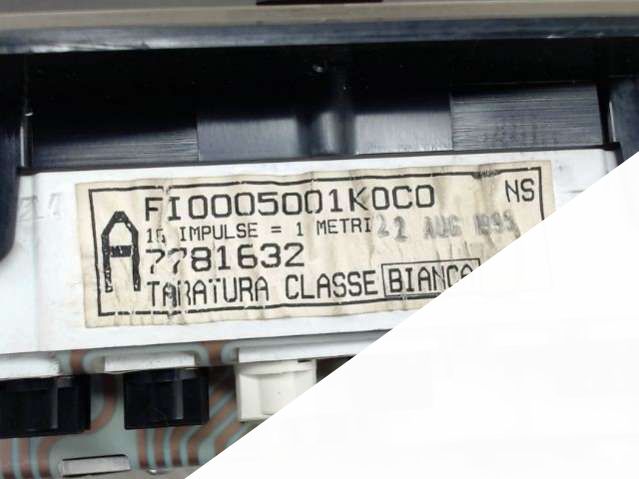 FI0005001K0C0 NS
A
16 IMPULSE = 1 METRI 22 AUG
7781632
TARATURA CLASSE BIANCA